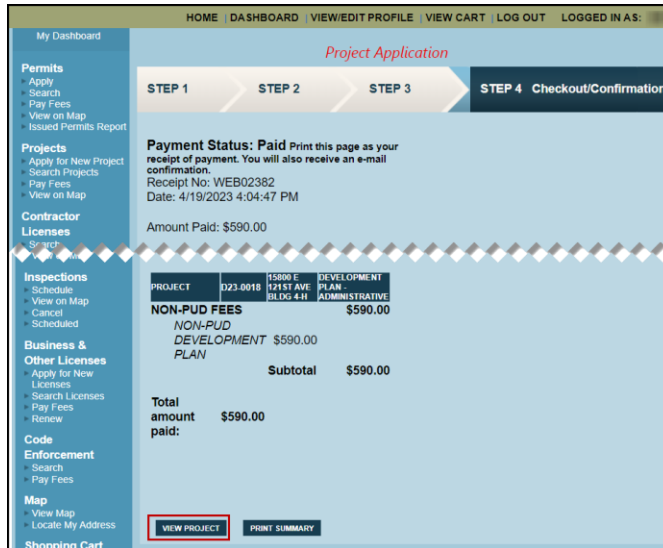 HOME | DASHBOARD | VIEW/EDIT PROFILE | VIEW CART | LOG OUT LOGGED IN AS:
My Dashboard
Project Application
Permits
Apply
Search
Pay Fees
View on Map
Issued Permits Report
Projects
Apply for New Project
Search Projects
Pay Fees
View on Map
Contractor
Licenses
Search
Inspections
Schedule
View on Map
Cancel
Scheduled
Business &
Other Licenses
Apply for New
Licenses
Search Licenses
Pay Fees
Renew
Code
Enforcement
Search
Pay Fees
Map
View Map
Locate My Address
Shopping Cart
STEP 1 STEP 2 STEP 3 STEP 4 Checkout/Confirmation
Payment Status: Paid Print this page as your
receipt of payment. You will also receive an e-mail
confirmation.
Receipt No: WEB02382
Date: 4/19/2023 4:04:47 PM
Amount Paid: $590.00
PROJECT D23-0018 15800 E 121ST AVE BLDG 4-H DEVELOPMENT PLAN - ADMINISTRATIVE
NON-PUD FEES $590.00
NON-PUD
DEVELOPMENT $590.00
PLAN
Subtotal $590.00
Total
amount $590.00
paid:
VIEW PROJECT PRINT SUMMARY